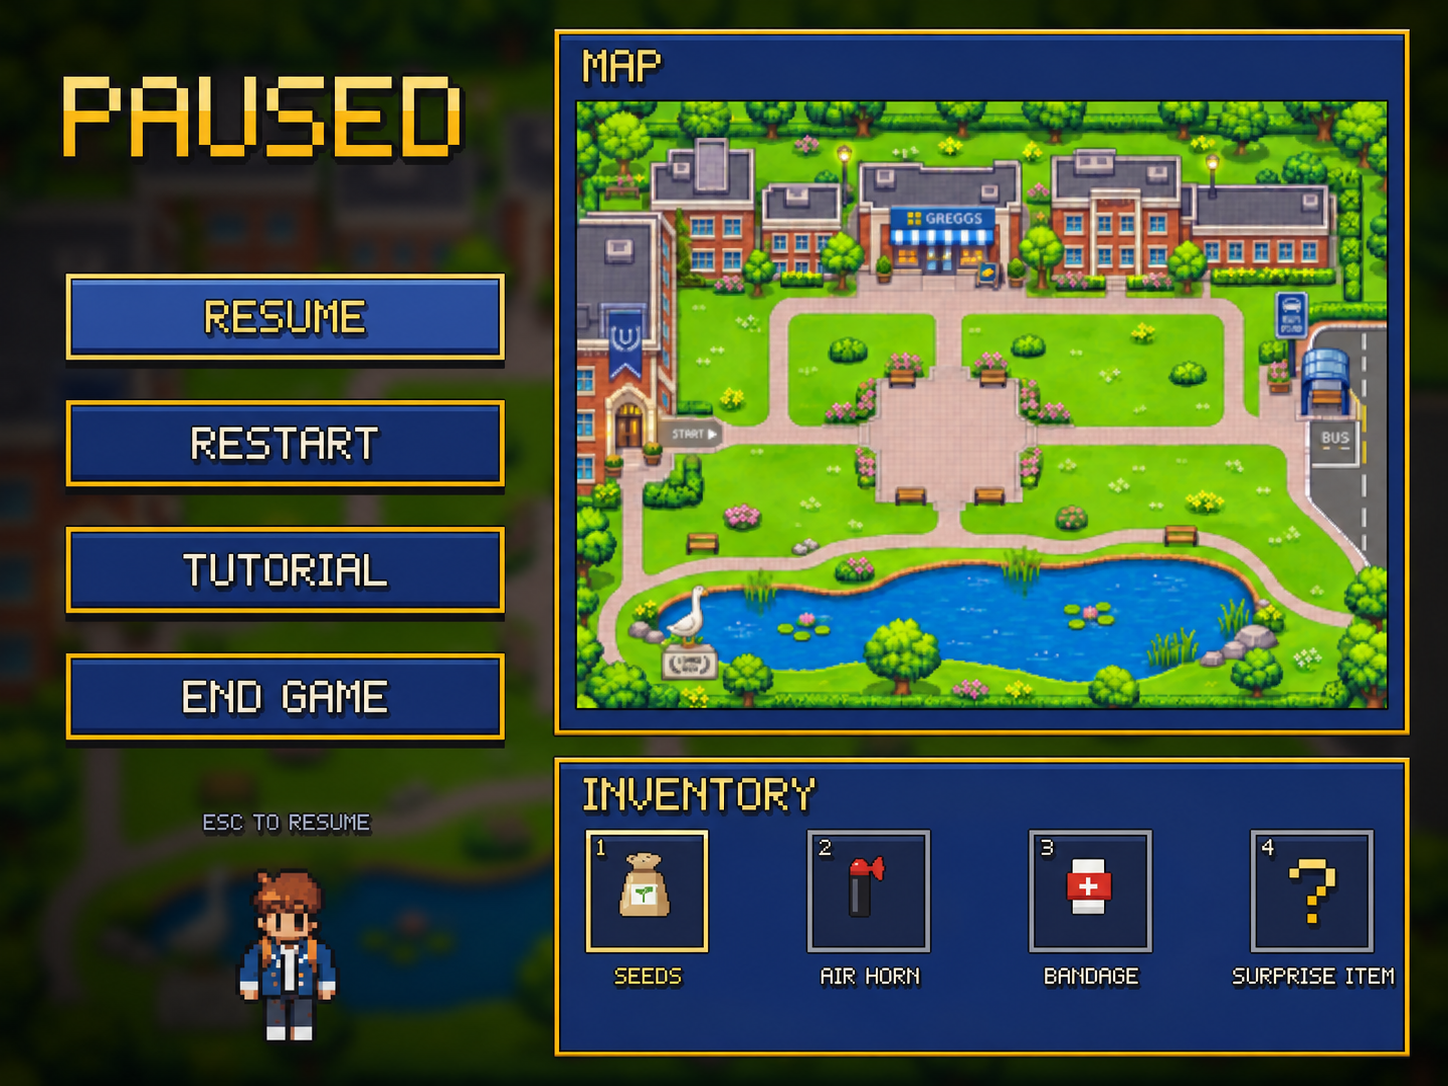 PAUSED
RESUME
RESTART
TUTORIAL
END GAME
ESC TO RESUME
MAP
GREGGS
START
BUS
INVENTORY
1
2
3
4
SEEDS
AIR HORN
BANDAGE
SURPRISE ITEM